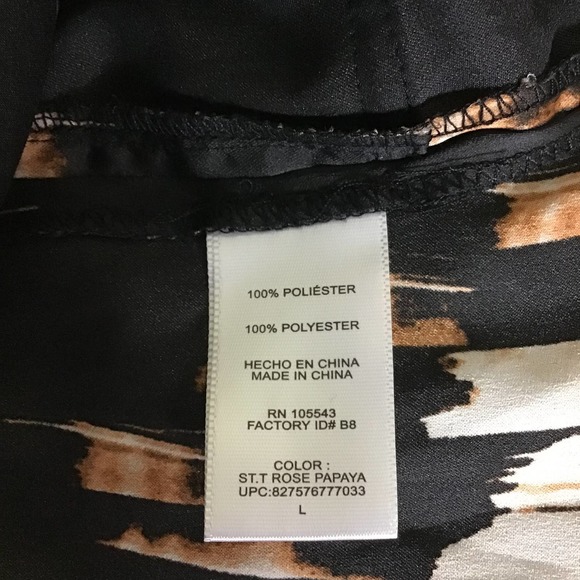 100% POLIÉSTER
100% POLYESTER
HECHO EN CHINA
MADE IN CHINA
RN 105543
FACTORY ID# B8
COLOR :
ST.T ROSE PAPAYA
UPC:827576777033
L